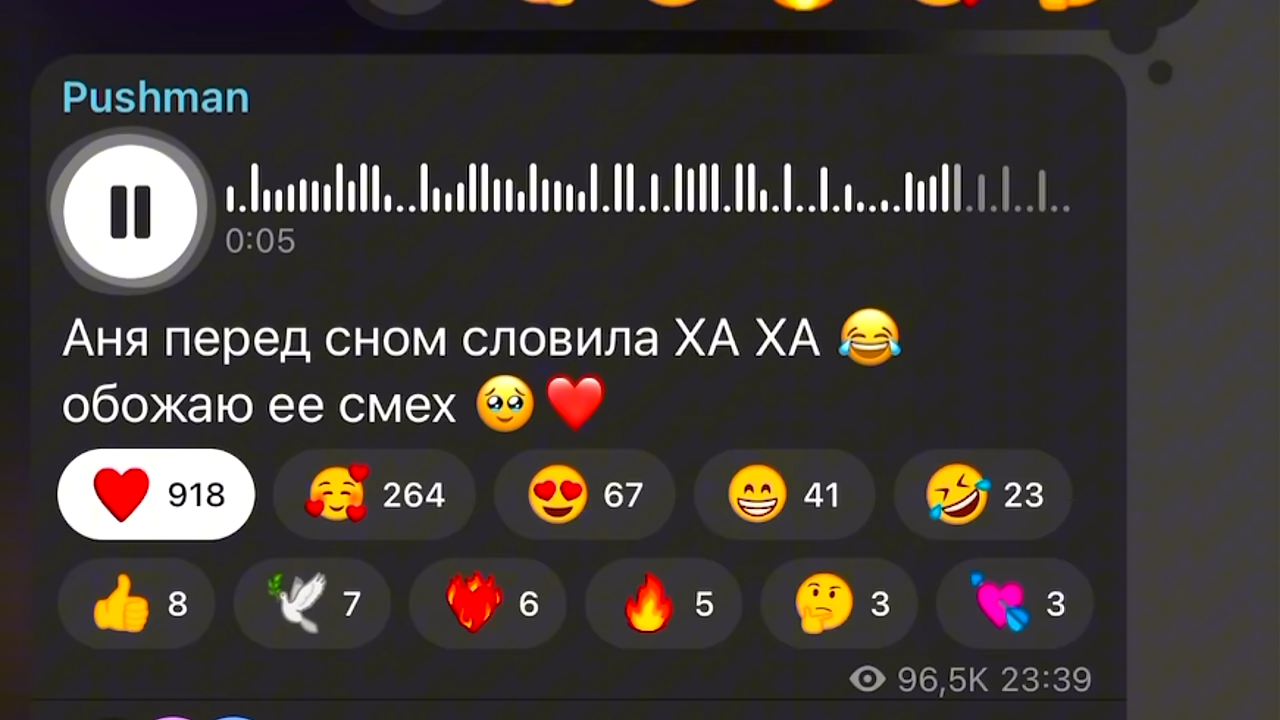 Pushman
0:05
Аня перед сном словила ХА ХА 😂
обожаю ее смех 🥹❤️
❤️ 918 🥰 264 😍 67 😁 41 🤣 23
👍 8 🕊 7 ❤️‍🔥 6 🔥 5 🤔 3 💘 3
96,5K 23:39